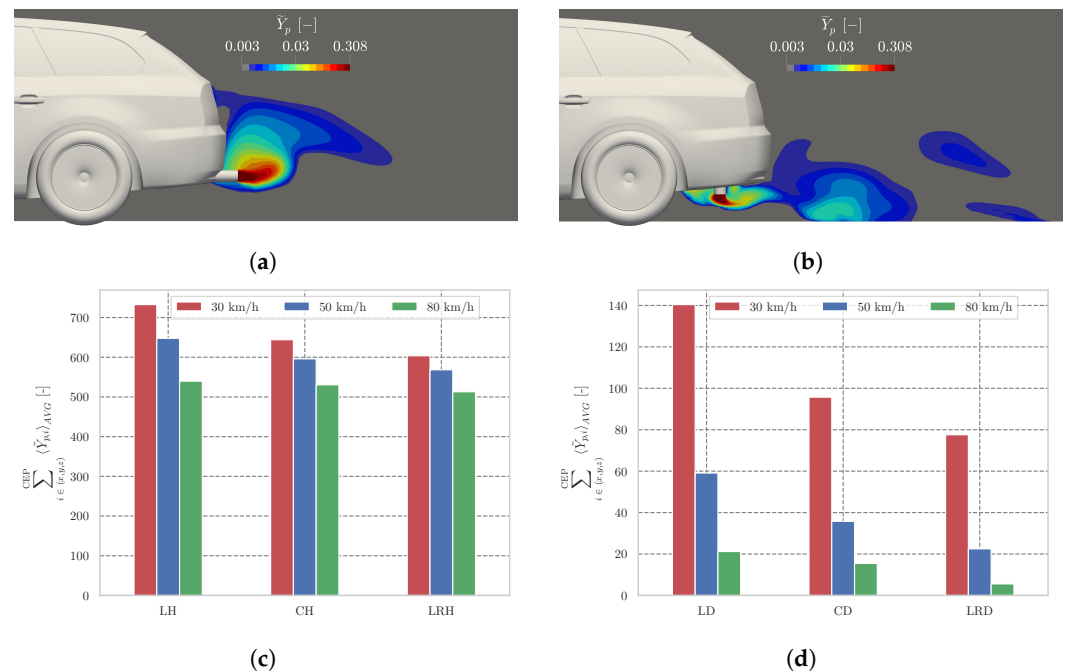 Ỹₚ [−]
0.003 0.03 0.308
Ỹₚ [−]
0.003 0.03 0.308
(a)
(b)
30 km/h 50 km/h 80 km/h
700
600
500
400
300
200
100
0
CEP
∑ ⟨Ỹp,i⟩AVG [-]
i ∈ (x,y,z)
LH CH LRH
30 km/h 50 km/h 80 km/h
140
120
100
80
60
40
20
0
CEP
∑ ⟨Ỹp,i⟩AVG [-]
i ∈ (x,y,z)
LD CD LRD
(c)
(d)